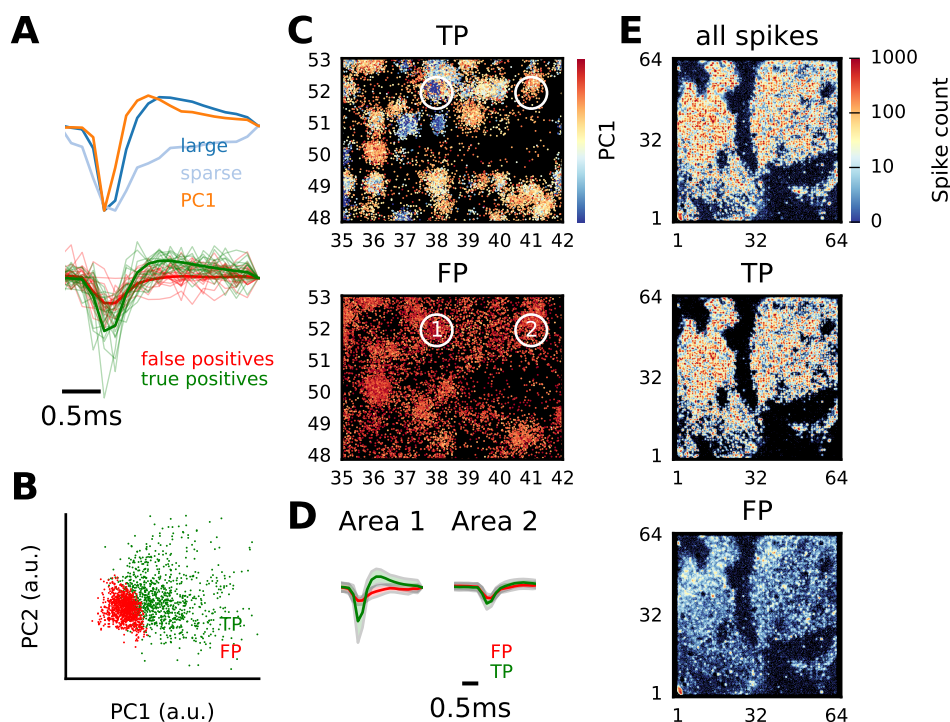 A
large
sparse
PC1
false positives
true positives
0.5ms
B
PC2 (a.u.)
TP
FP
PC1 (a.u.)
C
TP
53
52
51
50
49
48
35 36 37 38 39 40 41 42
PC1
FP
53
52
51
50
49
48
1
2
35 36 37 38 39 40 41 42
D
Area 1
Area 2
FP
TP
0.5ms
E
all spikes
64
32
1
1 32 64
1000
100
10
0
Spike count
TP
64
32
1
1 32 64
FP
64
32
1
1 32 64